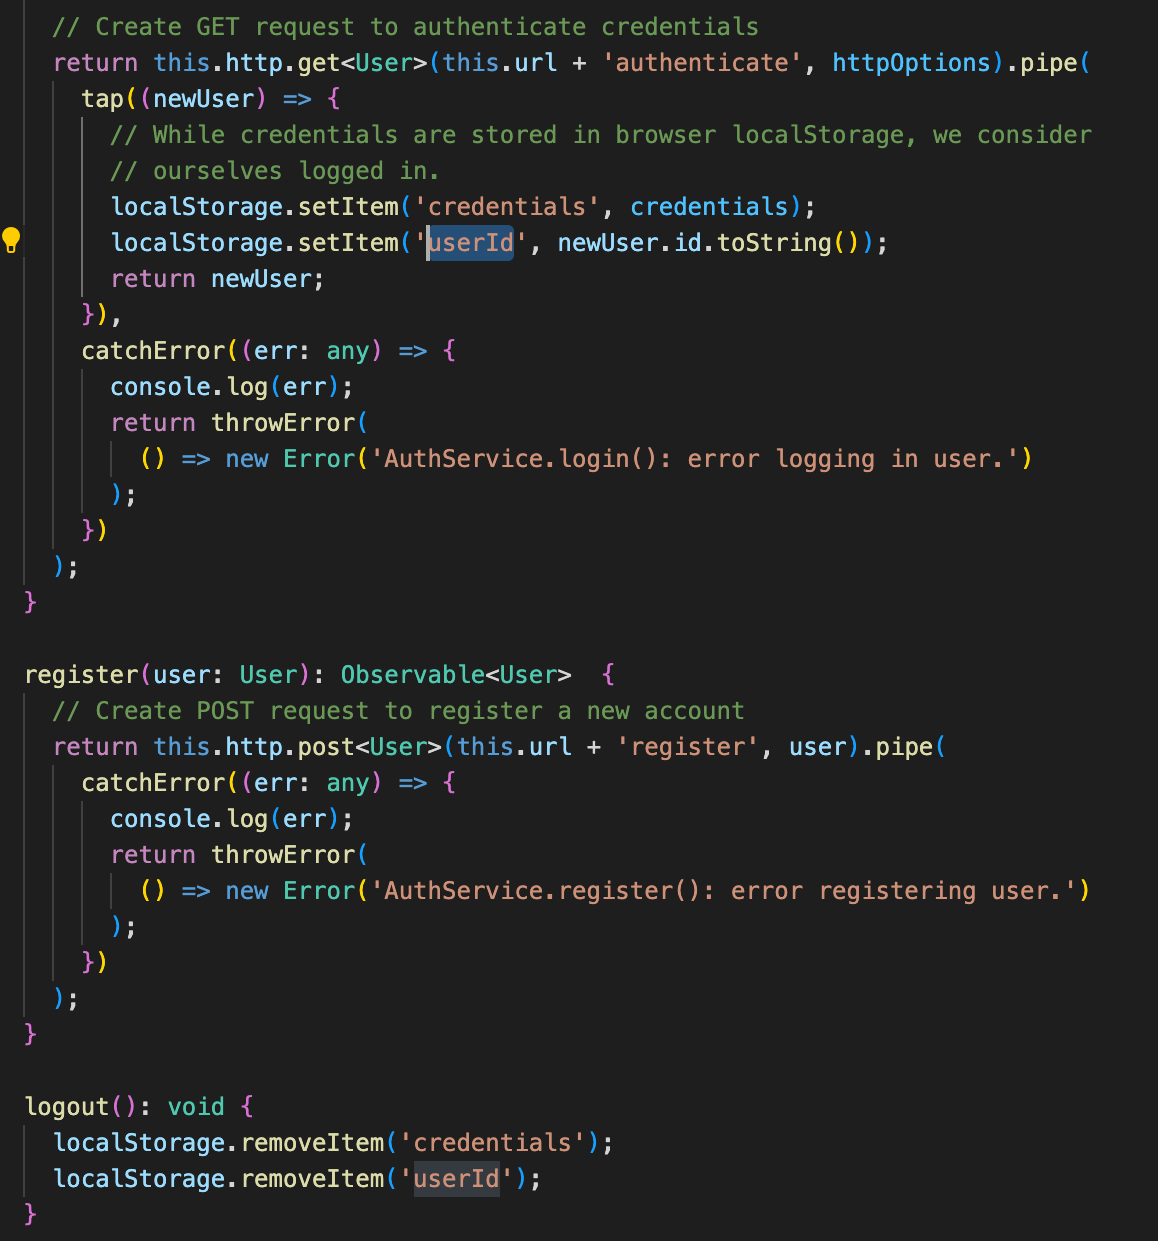 // Create GET request to authenticate credentials
return this.http.get<User>(this.url + 'authenticate', httpOptions).pipe(
tap((newUser) => {
// While credentials are stored in browser localStorage, we consider
// ourselves logged in.
localStorage.setItem('credentials', credentials);
localStorage.setItem('userId', newUser.id.toString());
return newUser;
}),
catchError((err: any) => {
console.log(err);
return throwError(
() => new Error('AuthService.login(): error logging in user.')
);
})
);
}
register(user: User): Observable<User>  {
// Create POST request to register a new account
return this.http.post<User>(this.url + 'register', user).pipe(
catchError((err: any) => {
console.log(err);
return throwError(
() => new Error('AuthService.register(): error registering user.')
);
})
);
}
logout(): void {
localStorage.removeItem('credentials');
localStorage.removeItem('userId');
}